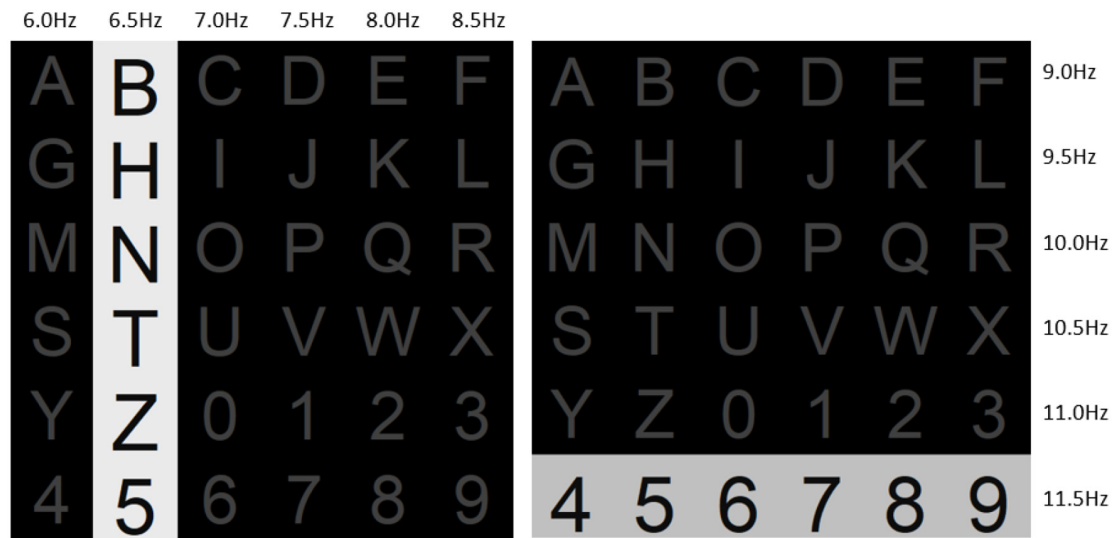 6.0Hz 6.5Hz 7.0Hz 7.5Hz 8.0Hz 8.5Hz
A B C D E F A B C D E F 9.0Hz
G H I J K L G H I J K L 9.5Hz
M N O P Q R M N O P Q R 10.0Hz
S T U V W X S T U V W X 10.5Hz
Y Z 0 1 2 3 Y Z 0 1 2 3 11.0Hz
4 5 6 7 8 9 4 5 6 7 8 9 11.5Hz